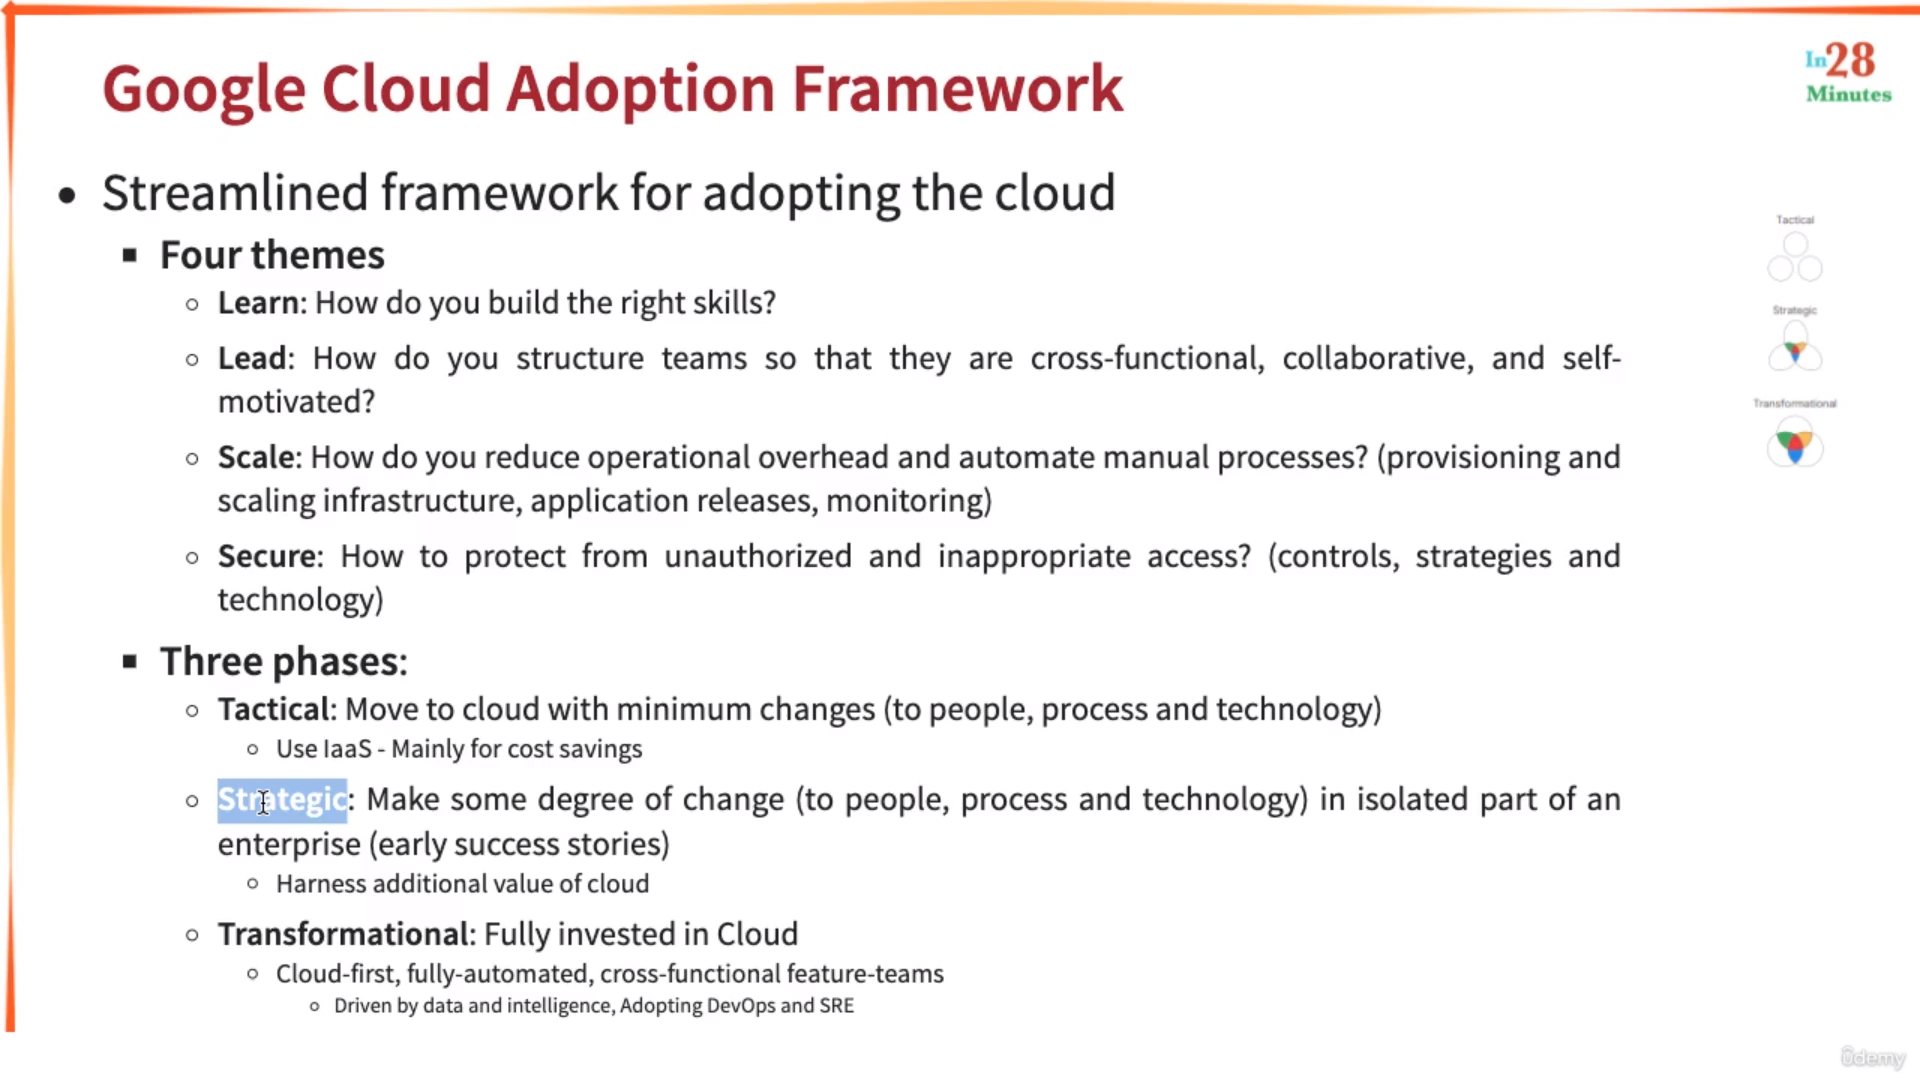 Google Cloud Adoption Framework
In28
Minutes
• Streamlined framework for adopting the cloud
▪ Four themes
○ Learn: How do you build the right skills?
○ Lead: How do you structure teams so that they are cross-functional, collaborative, and self-
motivated?
○ Scale: How do you reduce operational overhead and automate manual processes? (provisioning and
scaling infrastructure, application releases, monitoring)
○ Secure: How to protect from unauthorized and inappropriate access? (controls, strategies and
technology)
▪ Three phases:
○ Tactical: Move to cloud with minimum changes (to people, process and technology)
○ Use IaaS - Mainly for cost savings
○ Strategic: Make some degree of change (to people, process and technology) in isolated part of an
enterprise (early success stories)
○ Harness additional value of cloud
○ Transformational: Fully invested in Cloud
○ Cloud-first, fully-automated, cross-functional feature-teams
○ Driven by data and intelligence, Adopting DevOps and SRE
Tactical
Strategic
Transformational
ûdemy